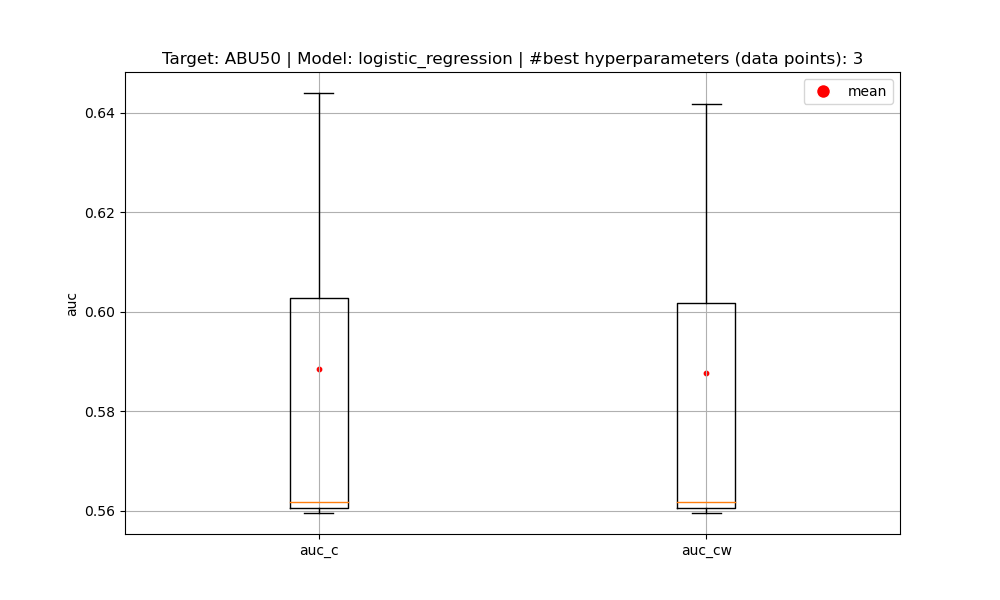 Target: ABU50 | Model: logistic_regression | #best hyperparameters (data points): 3
mean
0.64
0.62
0.60
0.58
0.56
auc
auc_c
auc_cw